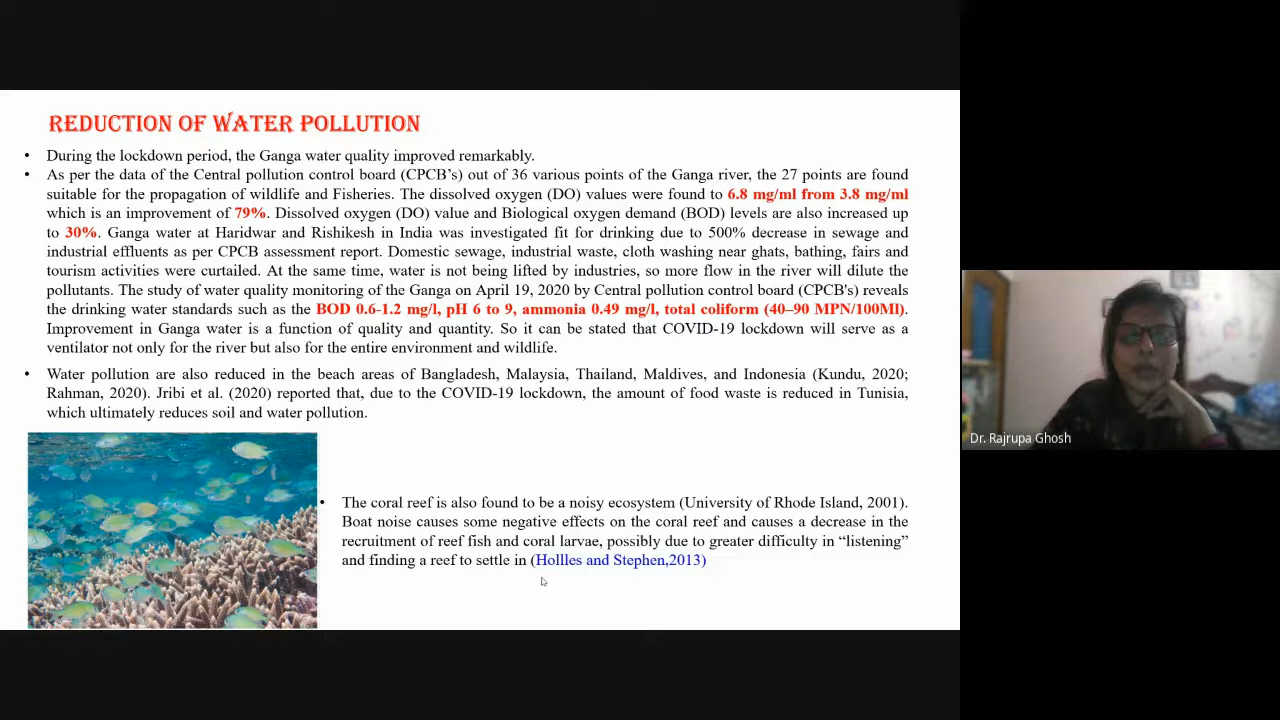 REDUCTION OF WATER POLLUTION
• During the lockdown period, the Ganga water quality improved remarkably.
• As per the data of the Central pollution control board (CPCB's) out of 36 various points of the Ganga river, the 27 points are found
suitable for the propagation of wildlife and Fisheries. The dissolved oxygen (DO) values were found to 6.8 mg/ml from 3.8 mg/ml
which is an improvement of 79%. Dissolved oxygen (DO) value and Biological oxygen demand (BOD) levels are also increased up
to 30%. Ganga water at Haridwar and Rishikesh in India was investigated fit for drinking due to 500% decrease in sewage and
industrial effluents as per CPCB assessment report. Domestic sewage, industrial waste, cloth washing near ghats, bathing, fairs and
tourism activities were curtailed. At the same time, water is not being lifted by industries, so more flow in the river will dilute the
pollutants. The study of water quality monitoring of the Ganga on April 19, 2020 by Central pollution control board (CPCB's) reveals
the drinking water standards such as the BOD 0.6-1.2 mg/l, pH 6 to 9, ammonia 0.49 mg/l, total coliform (40–90 MPN/100Ml).
Improvement in Ganga water is a function of quality and quantity. So it can be stated that COVID-19 lockdown will serve as a
ventilator not only for the river but also for the entire environment and wildlife.
• Water pollution are also reduced in the beach areas of Bangladesh, Malaysia, Thailand, Maldives, and Indonesia (Kundu, 2020;
Rahman, 2020). Jribi et al. (2020) reported that, due to the COVID-19 lockdown, the amount of food waste is reduced in Tunisia,
which ultimately reduces soil and water pollution.
• The coral reef is also found to be a noisy ecosystem (University of Rhode Island, 2001).
Boat noise causes some negative effects on the coral reef and causes a decrease in the
recruitment of reef fish and coral larvae, possibly due to greater difficulty in “listening”
and finding a reef to settle in (Hollles and Stephen,2013)
Dr. Rajrupa Ghosh